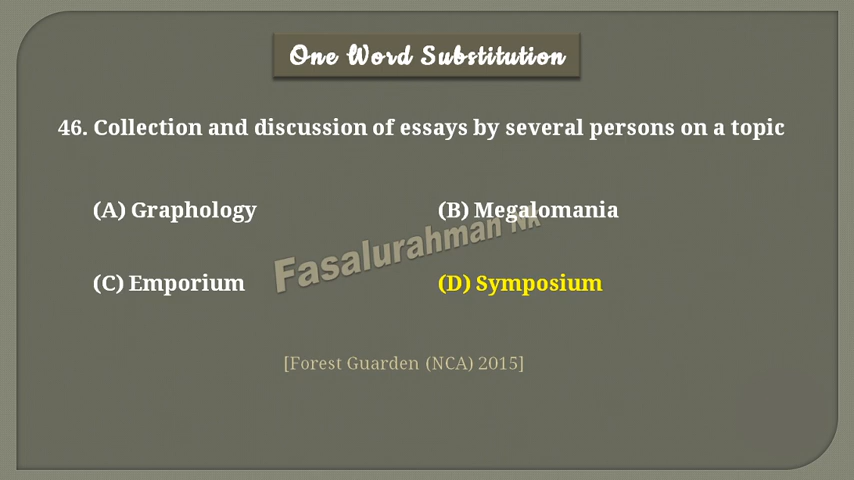 One Word Substitution
46. Collection and discussion of essays by several persons on a topic
(A) Graphology
(B) Megalomania
(C) Emporium
(D) Symposium
Fasalurahman Nk
[Forest Guarden (NCA) 2015]